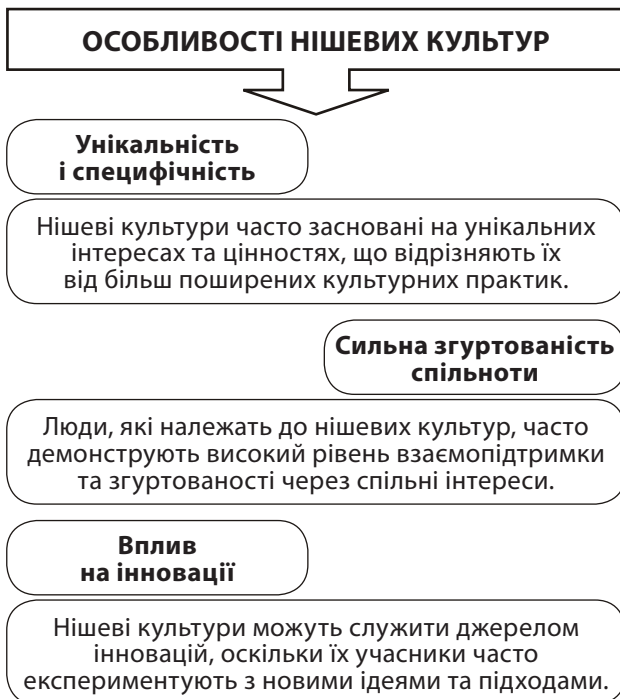 ОСОБЛИВОСТІ НІШЕВИХ КУЛЬТУР
Унікальність
і специфічність
Нішеві культури часто засновані на унікальних
інтересах та цінностях, що відрізняють їх
від більш поширених культурних практик.
Сильна згуртованість
спільноти
Люди, які належать до нішевих культур, часто
демонструють високий рівень взаємопідтримки
та згуртованості через спільні інтереси.
Вплив
на інновації
Нішеві культури можуть служити джерелом
інновацій, оскільки їх учасники часто
експериментують з новими ідеями та підходами.